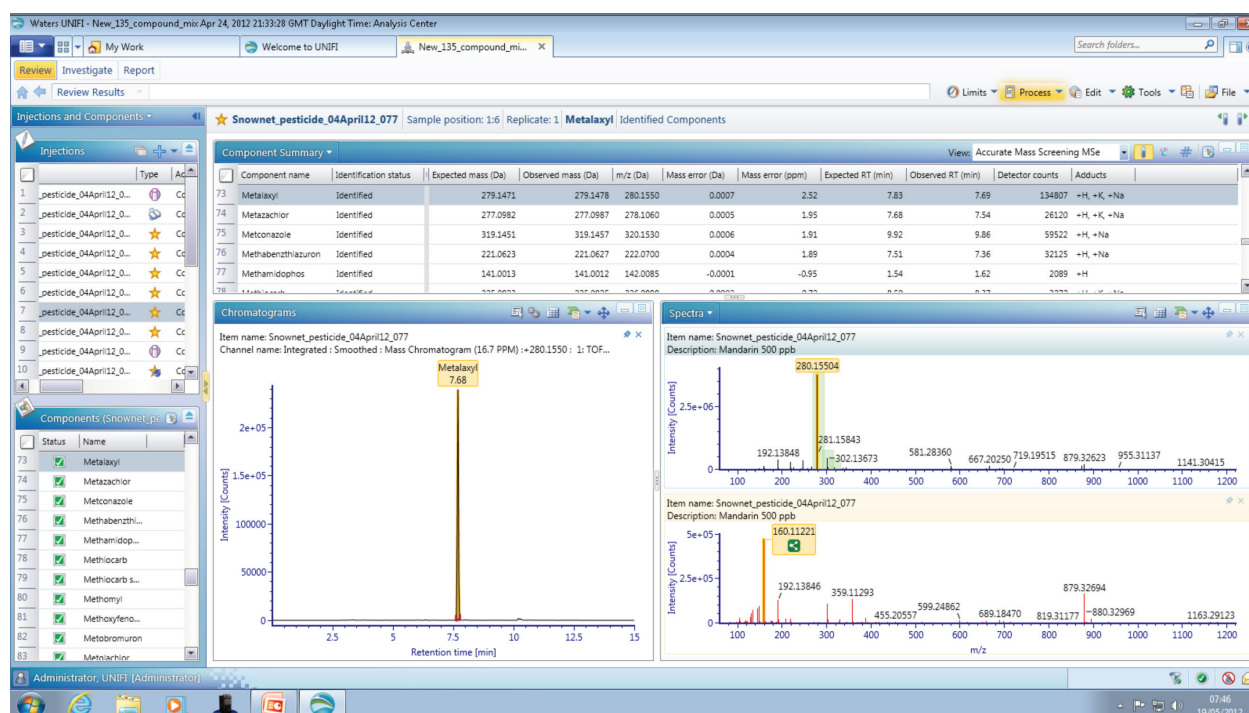 Waters UNIFI - New_135_compound_mix Apr 24, 2012 21:33:28 GMT Daylight Time: Analysis Center
My Work Welcome to UNIFI New_135_compound_mi... Search folders...
Review Investigate Report
Review Results Limits Process Edit Tools File
Injections and Components Snownet_pesticide_04April12_077 Sample position: 1:6 Replicate: 1 Metalaxyl Identified Components
Injections
Type
1 _pesticide_04April12_0... Cc
2 _pesticide_04April12_0... Cc
3 _pesticide_04April12_0... Cc
4 _pesticide_04April12_0... Cc
5 _pesticide_04April12_0... Cc
6 _pesticide_04April12_0... Cc
7 _pesticide_04April12_0... Cc
8 _pesticide_04April12_0... Cc
9 _pesticide_04April12_0... Cc
10 _pesticide_04April12_0...
Component Summary View: Accurate Mass Screening MSe
Component name Identification status Expected mass (Da) Observed mass (Da) m/z (Da) Mass error (Da) Mass error (ppm) Expected RT (min) Observed RT (min) Detector counts Adducts
73 Metalaxyl Identified 279.1471 279.1478 280.1550 0.0007 2.52 7.83 7.69 134807 +H, +K, +Na
74 Metazachlor Identified 277.0982 277.0987 278.1060 0.0005 1.95 7.68 7.54 26120 +H, +K, +Na
75 Metconazole Identified 319.1451 319.1457 320.1530 0.0006 1.91 9.92 9.86 59522 +H, +Na
76 Methabenzthiazuron Identified 221.0623 221.0627 222.0700 0.0004 1.89 7.51 7.36 32125 +H, +Na
77 Methamidophos Identified 141.0013 141.0012 142.0085 -0.0001 -0.95 1.54 1.62 2089 +H
Components (Snownet_pe
Status Name
73 Metalaxyl
74 Metazachlor
75 Metconazole
76 Methabenzthi...
77 Methamidop...
78 Methiocarb
79 Methiocarb s...
80 Methomyl
81 Methoxyfeno...
82 Metobromuron
83 Metolachlor
Chromatograms
Item name: Snownet_pesticide_04April12_077
Channel name: Integrated : Smoothed : Mass Chromatogram (16.7 PPM) :+280.1550 : 1: TOF...
Metalaxyl
7.68
Intensity [Counts]
2e+05
1.5e+05
100000
50000
0
2.5 5 7.5 10 12.5 15
Retention time [min]
Spectra
Item name: Snownet_pesticide_04April12_077
Description: Mandarin 500 ppb
280.15504
Intensity [Counts]
2.5e+06
0
192.13848 281.15843 302.13673 581.28360 667.20250 719.19515 879.32623 955.31137 1141.30415
100 200 300 400 500 600 700 800 900 1000 1100 1200
Item name: Snownet_pesticide_04April12_077
Description: Mandarin 500 ppb
160.11221
Intensity [Counts]
5e+05
2.5e+05
0
192.13846 359.11293 455.20557 599.24862 689.18470 819.31177 879.32694 880.32969 1163.29123
100 200 300 400 500 600 700 800 900 1000 1100 1200
m/z
Administrator, UNIFI [Administrator]
07:46
19/05/2012